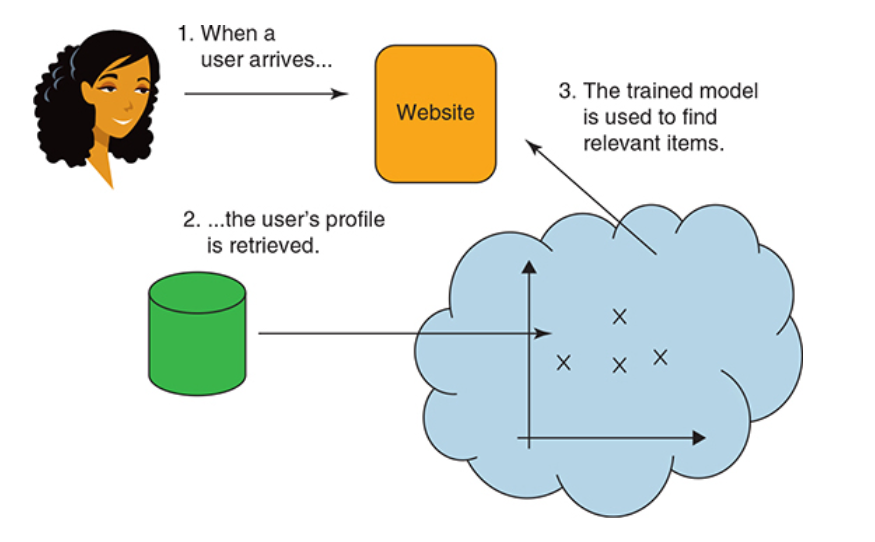 1. When a
user arrives...
Website
3. The trained model
is used to find
relevant items.
2. ...the user’s profile
is retrieved.